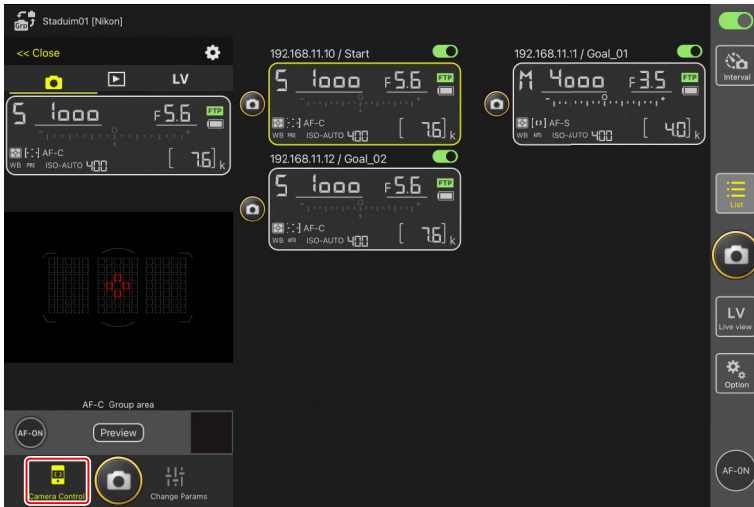 Grp Staduim01 [Nikon]
<< Close
LV
S 1000 F5.6 FTP
AF-C
WB PRE ISO-AUTO 400 [ 7.6] k
AF-C Group area
AF-ON Preview
Camera Control
Change Params
192.168.11.10 / Start
S 1000 F5.6 FTP
AF-C
WB PRE ISO-AUTO 400 [ 7.6] k
192.168.11.11 / Goal_01
M 4000 F3.5 FTP
AF-S
WB AUTO ISO-AUTO 400 [ 4.0] k
192.168.11.12 / Goal_02
S 1000 F5.6 FTP
AF-C
WB AUTO ISO-AUTO 400 [ 7.6] k
Interval
List
LV
Live view
Option
AF-ON